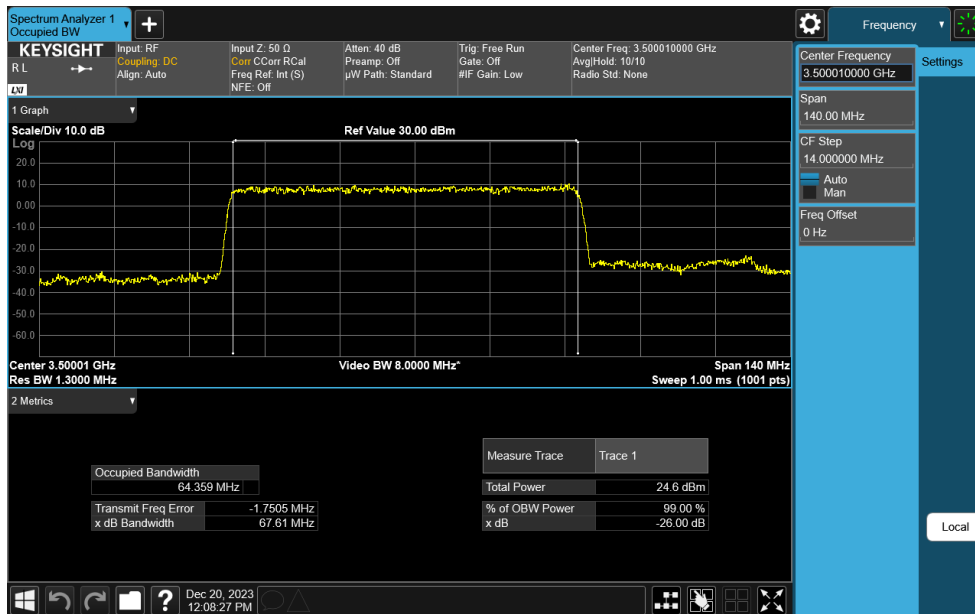 Spectrum Analyzer 1
Occupied BW
Frequency
KEYSIGHT
R L
LXI
Input: RF
Coupling: DC
Align: Auto
Input Z: 50 Ω
Corr CCorr RCal
Freq Ref: Int (S)
NFE: Off
Atten: 40 dB
Preamp: Off
µW Path: Standard
Trig: Free Run
Gate: Off
#IF Gain: Low
Center Freq: 3.500010000 GHz
Avg|Hold: 10/10
Radio Std: None
Center Frequency
3.500010000 GHz
Settings
Span
140.00 MHz
CF Step
14.000000 MHz
Auto
Man
Freq Offset
0 Hz
Local
1 Graph
Scale/Div 10.0 dB
Ref Value 30.00 dBm
Log
20.0
10.0
0.00
-10.0
-20.0
-30.0
-40.0
-50.0
-60.0
Center 3.50001 GHz
Video BW 8.0000 MHz*
Span 140 MHz
Res BW 1.3000 MHz
Sweep 1.00 ms (1001 pts)
2 Metrics
Measure Trace
Trace 1
Occupied Bandwidth
64.359 MHz
Total Power
24.6 dBm
Transmit Freq Error
-1.7505 MHz
% of OBW Power
99.00 %
x dB Bandwidth
67.61 MHz
x dB
-26.00 dB
?
Dec 20, 2023
12:08:27 PM